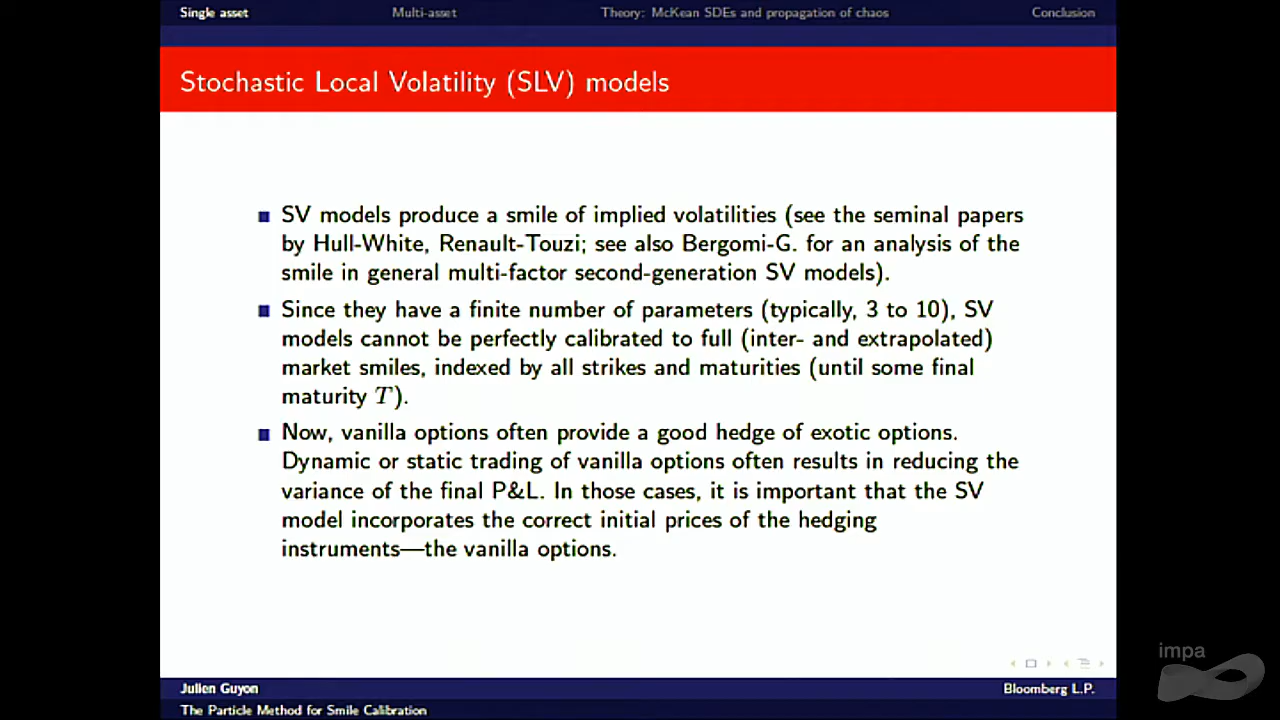 Single asset
Multi-asset
Theory: McKean SDEs and propagation of chaos
Conclusion
Stochastic Local Volatility (SLV) models
SV models produce a smile of implied volatilities (see the seminal papers
by Hull-White, Renault-Touzi; see also Bergomi-G. for an analysis of the
smile in general multi-factor second-generation SV models).
Since they have a finite number of parameters (typically, 3 to 10), SV
models cannot be perfectly calibrated to full (inter- and extrapolated)
market smiles, indexed by all strikes and maturities (until some final
maturity T).
Now, vanilla options often provide a good hedge of exotic options.
Dynamic or static trading of vanilla options often results in reducing the
variance of the final P&L. In those cases, it is important that the SV
model incorporates the correct initial prices of the hedging
instruments—the vanilla options.
impa
Julien Guyon
Bloomberg L.P.
The Particle Method for Smile Calibration